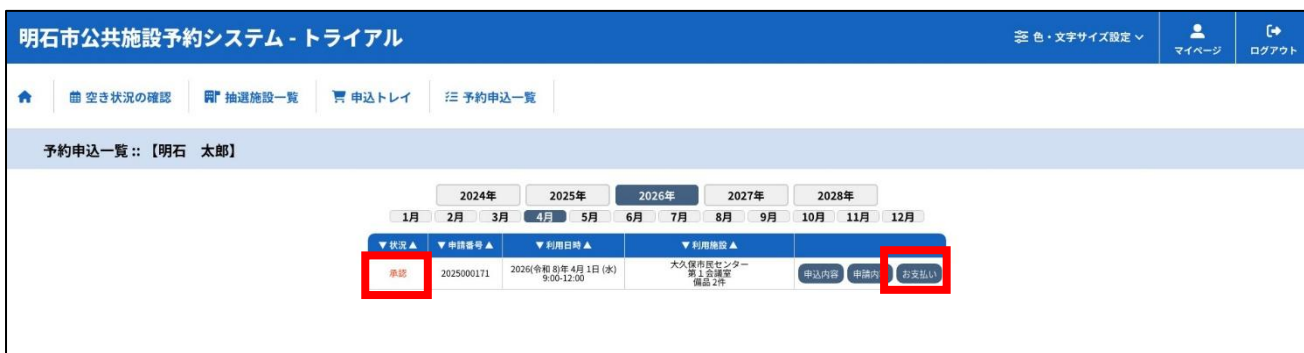 明石市公共施設予約システム - トライアル
色・文字サイズ設定
マイページ
ログアウト
空き状況の確認 抽選施設一覧 申込トレイ 予約申込一覧
予約申込一覧 :: 【明石　太郎】
2024年 2025年 2026年 2027年 2028年
1月 2月 3月 4月 5月 6月 7月 8月 9月 10月 11月 12月
▼状況▲ ▼申請番号▲ ▼利用日時▲ ▼利用施設▲
承認 2025000171 2026(令和 8)年 4月 1日 (水)
9:00-12:00
大久保市民センター
第１会議室
備品 2件
申込内容 申請内 お支払い